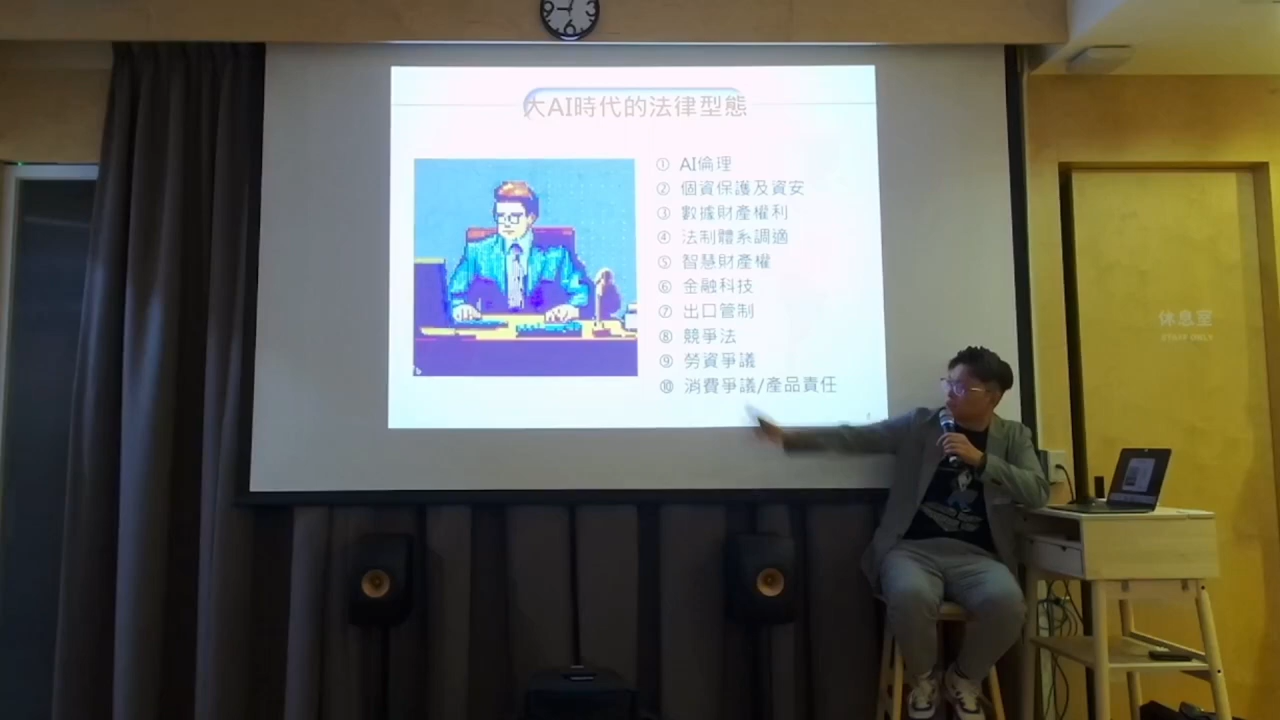 大AI時代的法律型態
① AI倫理
② 個資保護及資安
③ 數據財產權利
④ 法制體系調適
⑤ 智慧財產權
⑥ 金融科技
⑦ 出口管制
⑧ 競爭法
⑨ 勞資爭議
⑩ 消費爭議/產品責任
休息室
STAFF ONLY